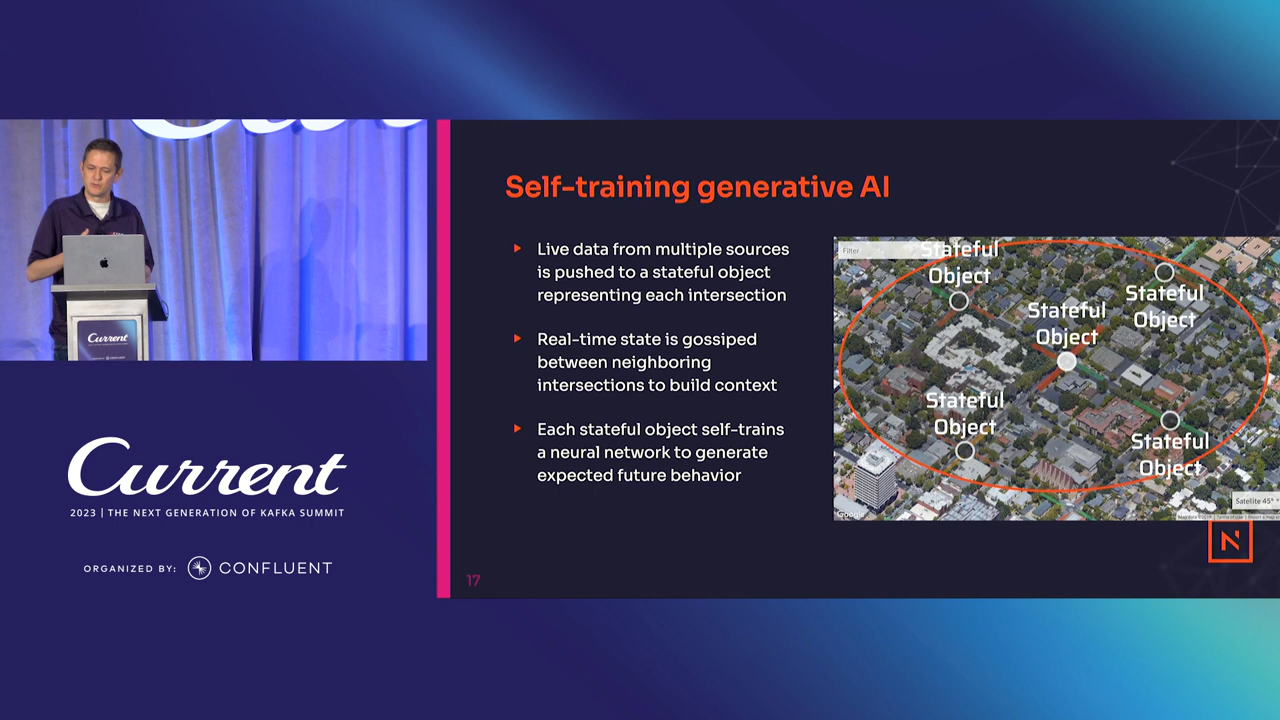 Current
Current
2023 | THE NEXT GENERATION OF KAFKA SUMMIT
ORGANIZED BY: CONFLUENT
Self-training generative AI
Live data from multiple sources
is pushed to a stateful object
representing each intersection
Real-time state is gossiped
between neighboring
intersections to build context
Each stateful object self-trains
a neural network to generate
expected future behavior
Filter
Stateful
Object
Stateful
Object
Stateful
Object
Stateful
Object
Stateful
Object
Google
Satellite 45°
N
17